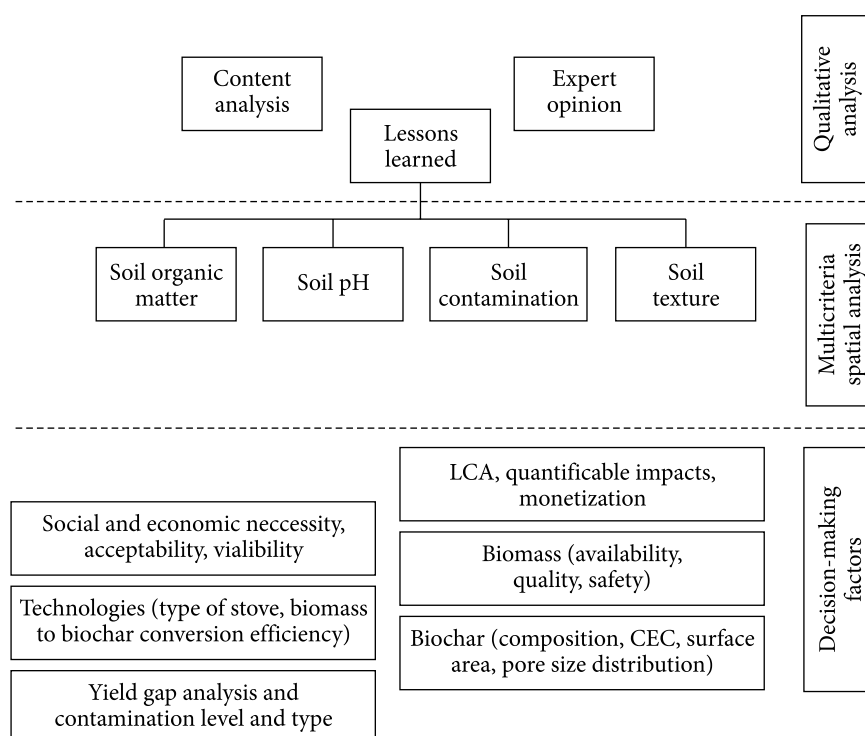 Content
analysis
Expert
opinion
Lessons
learned
Qualitative
analysis
Soil organic
matter
Soil pH
Soil
contamination
Soil
texture
Multicriteria
spatial analysis
LCA, quantificable impacts,
monetization
Social and economic neccessity,
acceptability, vialibility
Biomass (availability,
quality, safety)
Technologies (type of stove, biomass
to biochar conversion efficiency)
Biochar (composition, CEC, surface
area, pore size distribution)
Yield gap analysis and
contamination level and type
Decision-making
factors